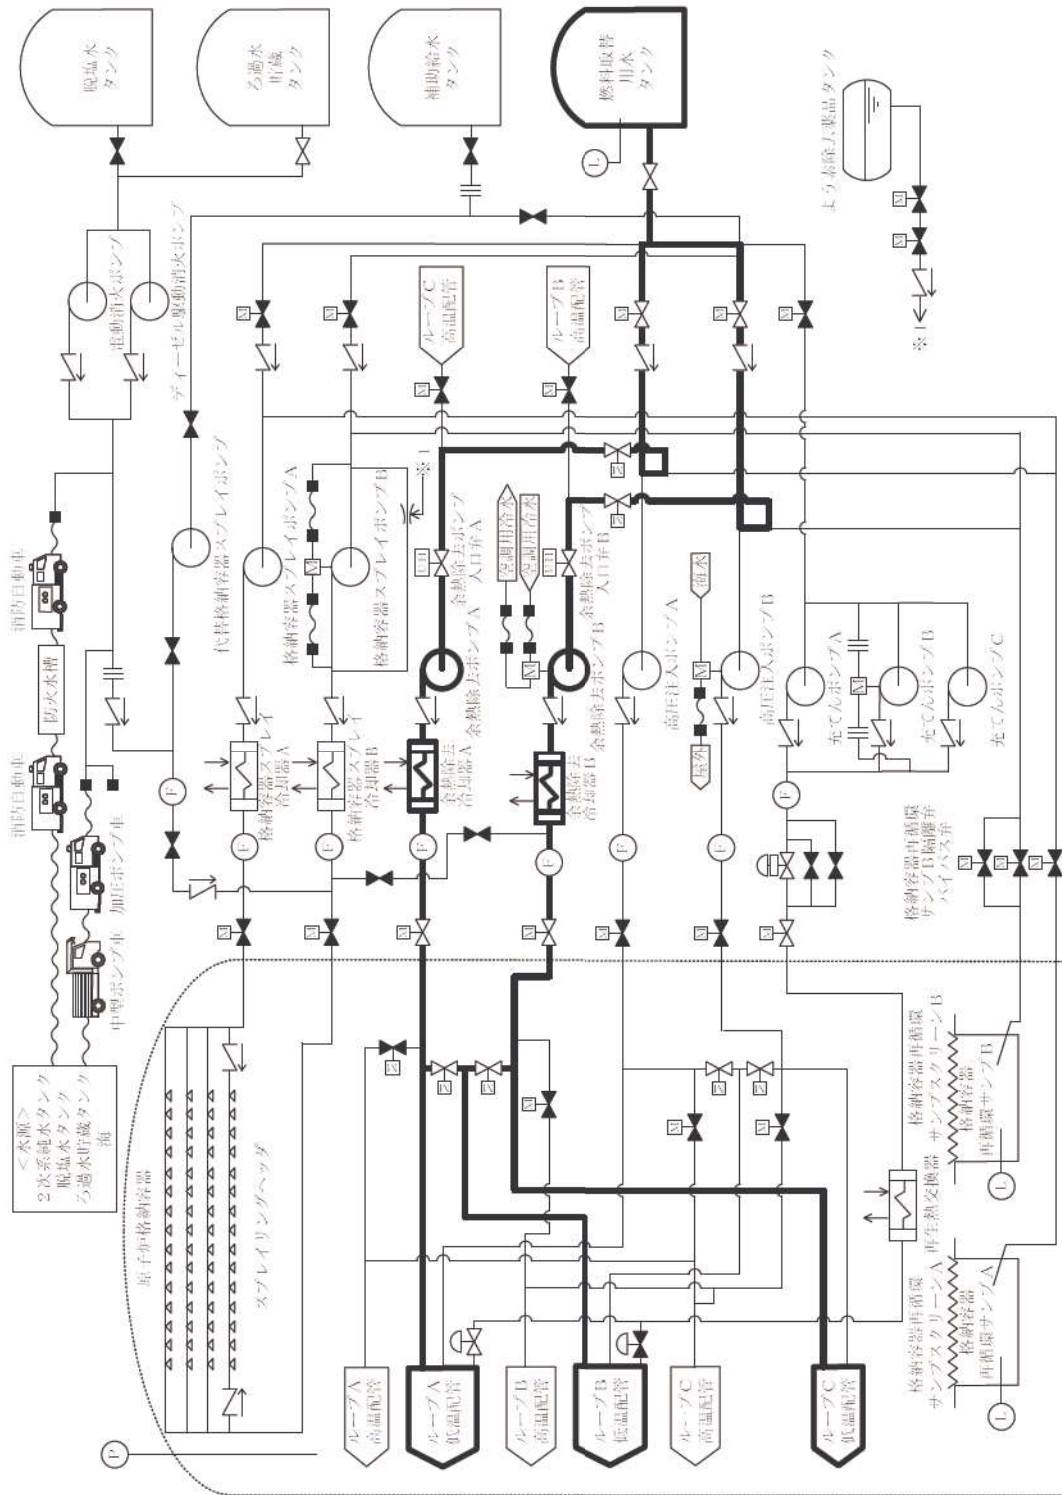 脱塩水
タンク
ろ過水
貯蔵
タンク
補助給水
タンク
燃料取替
用水
タンク
よう素除去薬品タンク
L
M
M
※1
電動消火ポンプ
ディーゼル駆動消火ポンプ
M
M
ループC
高温配管
M
ループB
高温配管
M
M
M
M
消防自動車
防火水槽
消防自動車
加圧ポンプ車
中型ポンプ車
<水源>
2次系純水タンク
脱塩水タンク
ろ過水貯蔵タンク
海
代替格納容器スプレイポンプ
格納容器スプレイポンプA
M
格納容器スプレイポンプB
※1
余熱除去ポンプ
入口弁A
空調用冷水
空調用冷水
余熱除去ポンプ
入口弁B
余熱除去ポンプA
M
余熱除去ポンプB
海水
高圧注入ポンプA
M
屋外
高圧注入ポンプB
充てんポンプA
M
充てんポンプB
充てんポンプC
F
格納容器スプレイ
冷却器A
格納容器スプレイ
冷却器B
余熱除去
冷却器A
余熱除去
冷却器B
F
F
F
F
F
F
F
格納容器再循環
サンプB隔離弁
バイパス弁
M
M
M
M
M
M
M
M
M
M
原子炉格納容器
スプレイリングヘッダ
P
M
M
M
ループA
高温配管
ループA
低温配管
ループB
高温配管
ループB
低温配管
ループC
高温配管
ループC
低温配管
再生熱交換器
格納容器再循環
サンプスクリーンB
格納容器
再循環サンプB
L
格納容器再循環
サンプスクリーンA
格納容器
再循環サンプA
L